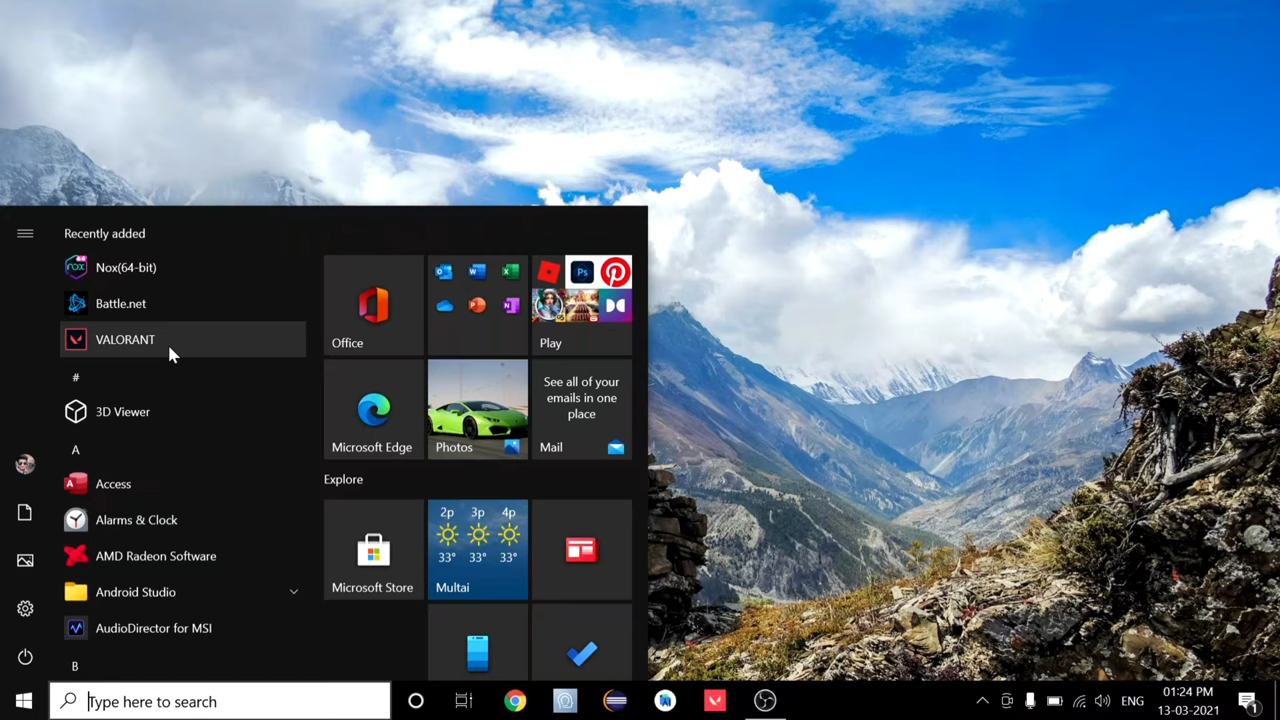 Recently added
Nox(64-bit)
Battle.net
VALORANT
#
3D Viewer
A
Access
Alarms & Clock
AMD Radeon Software
Android Studio
AudioDirector for MSI
B
Office
Play
Microsoft Edge
Photos
See all of your
emails in one
place
Mail
Explore
Microsoft Store
2p 3p 4p
33° 33° 33°
Multai
Type here to search
ENG
01:24 PM
13-03-2021
1